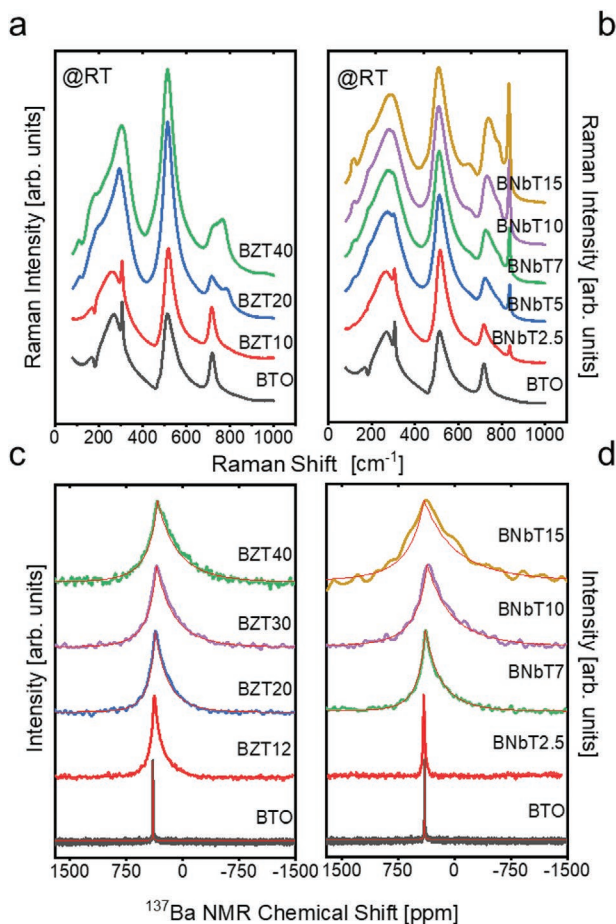 a
b
@RT
@RT
Raman Intensity [arb. units]
Raman Intensity [arb. units]
BZT40
BZT20
BZT10
BTO
BNbT15
BNbT10
BNbT7
BNbT5
BNbT2.5
BTO
0 200 400 600 800 1000
0 200 400 600 800 1000
Raman Shift [cm⁻¹]
c
d
Intensity [arb. units]
Intensity [arb. units]
BZT40
BZT30
BZT20
BZT12
BTO
BNbT15
BNbT10
BNbT7
BNbT2.5
BTO
1500 750 0 -750 -1500
1500 750 0 -750 -1500
¹³⁷Ba NMR Chemical Shift [ppm]